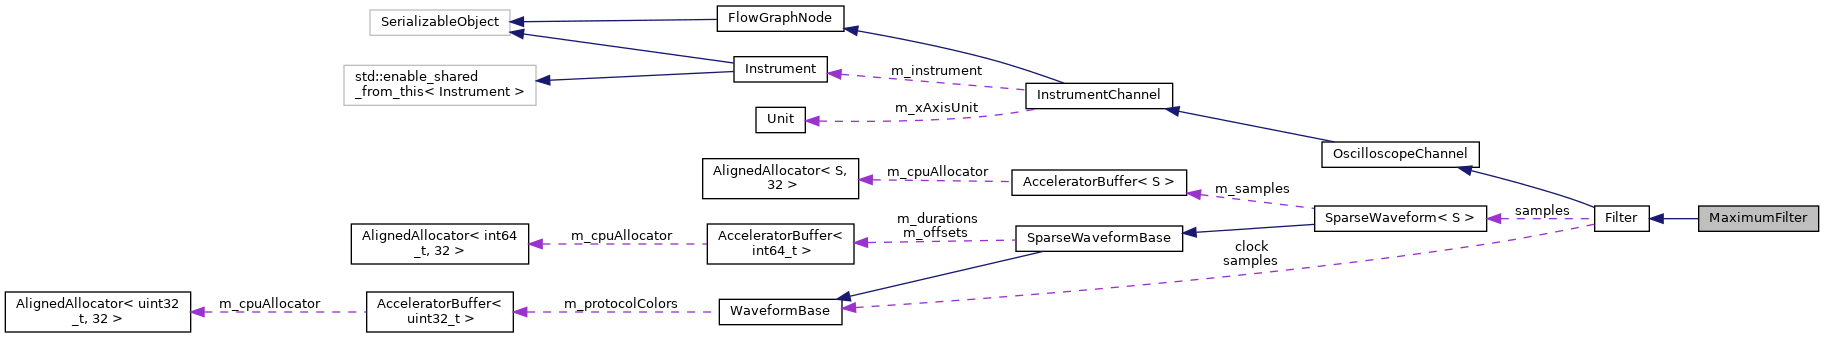 SerializableObject
FlowGraphNode
std::enable_shared
_from_this< Instrument >
Instrument
m_instrument
InstrumentChannel
Unit
m_xAxisUnit
OscilloscopeChannel
AlignedAllocator< S,
32 >
m_cpuAllocator
AcceleratorBuffer< S >
m_samples
SparseWaveform< S >
samples
Filter
MaximumFilter
AlignedAllocator< int64
_t, 32 >
m_cpuAllocator
AcceleratorBuffer<
int64_t >
m_durations
m_offsets
SparseWaveformBase
clock
samples
AlignedAllocator< uint32
_t, 32 >
m_cpuAllocator
AcceleratorBuffer<
uint32_t >
m_protocolColors
WaveformBase